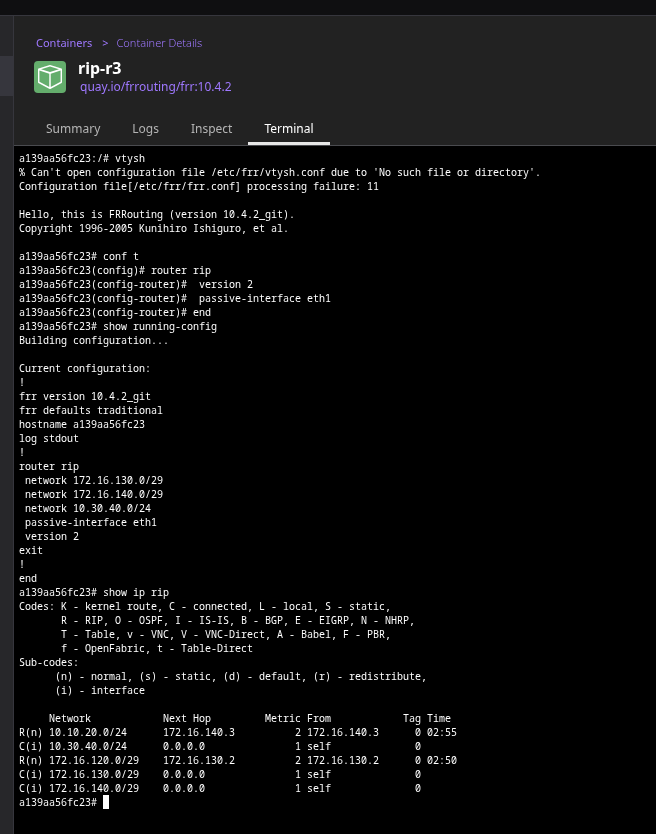 Containers > Container Details
rip-r3
quay.io/frrouting/frr:10.4.2
Summary Logs Inspect Terminal
a139aa56fc23:/# vtysh
% Can't open configuration file /etc/frr/vtysh.conf due to 'No such file or directory'.
Configuration file[/etc/frr/frr.conf] processing failure: 11

Hello, this is FRRouting (version 10.4.2_git).
Copyright 1996-2005 Kunihiro Ishiguro, et al.

a139aa56fc23# conf t
a139aa56fc23(config)# router rip
a139aa56fc23(config-router)#  version 2
a139aa56fc23(config-router)#  passive-interface eth1
a139aa56fc23(config-router)# end
a139aa56fc23# show running-config
Building configuration...

Current configuration:
!
frr version 10.4.2_git
frr defaults traditional
hostname a139aa56fc23
log stdout
!
router rip
 network 172.16.130.0/29
 network 172.16.140.0/29
 network 10.30.40.0/24
 passive-interface eth1
 version 2
exit
!
end
a139aa56fc23# show ip rip
Codes: K - kernel route, C - connected, L - local, S - static,
       R - RIP, O - OSPF, I - IS-IS, B - BGP, E - EIGRP, N - NHRP,
       T - Table, v - VNC, V - VNC-Direct, A - Babel, F - PBR,
       f - OpenFabric, t - Table-Direct
Sub-codes:
      (n) - normal, (s) - static, (d) - default, (r) - redistribute,
      (i) - interface

     Network            Next Hop         Metric From            Tag Time
R(n) 10.10.20.0/24      172.16.140.3          2 172.16.140.3      0 02:55
C(i) 10.30.40.0/24      0.0.0.0               1 self              0
R(n) 172.16.120.0/29    172.16.130.2          2 172.16.130.2      0 02:50
C(i) 172.16.130.0/29    0.0.0.0               1 self              0
C(i) 172.16.140.0/29    0.0.0.0               1 self              0
a139aa56fc23#